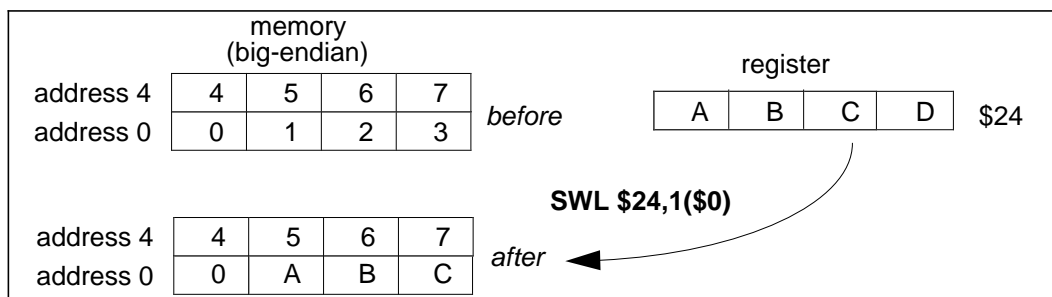 memory
(big-endian)
register
address 4 4 5 6 7
before
A B C D $24
address 0 0 1 2 3
SWL $24,1($0)
address 4 4 5 6 7
after
address 0 0 A B C